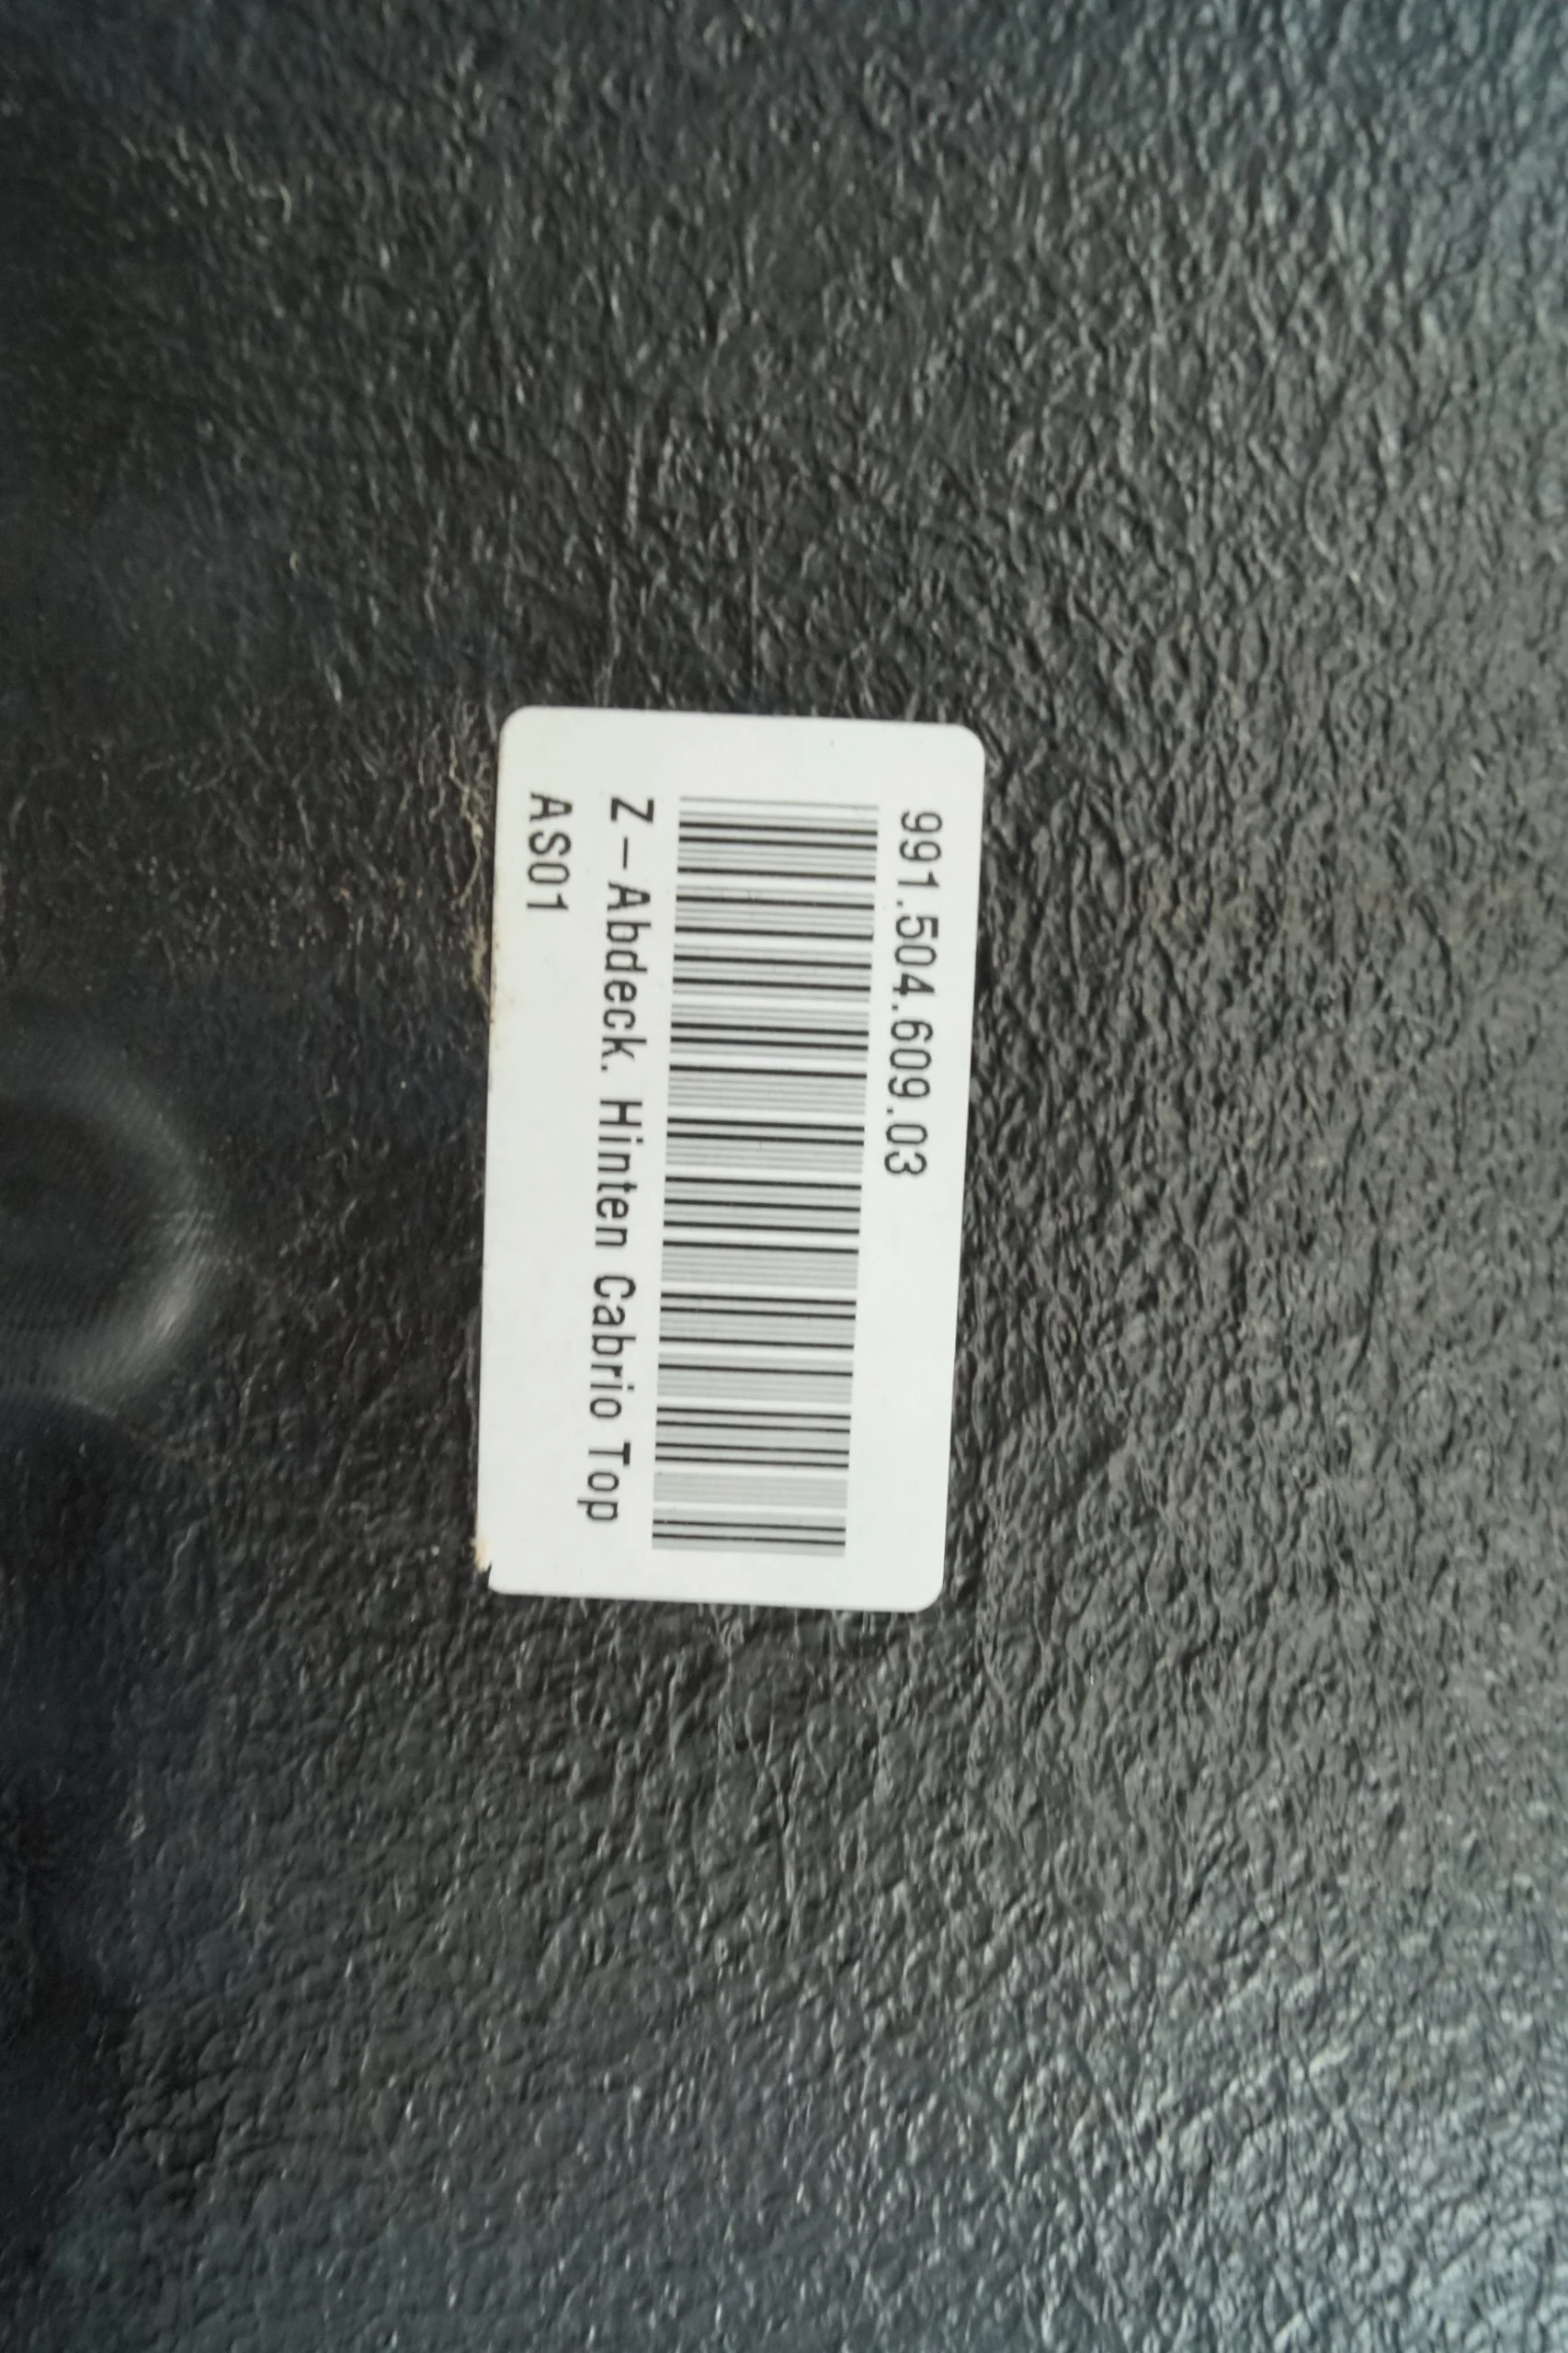 991.504.609.03
Z-Abdeck. Hinten Cabrio Top
AS01